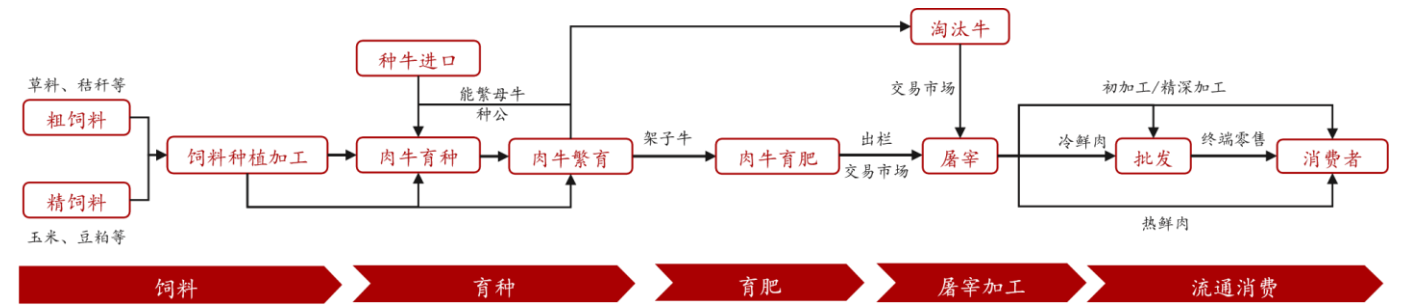 淘汰牛
种牛进口
草料、秸秆等
能繁母牛
种公
交易市场
初加工/精深加工
粗饲料
饲料种植加工
肉牛育种
肉牛繁育
架子牛
肉牛育肥
出栏
交易市场
屠宰
冷鲜肉
批发
终端零售
消费者
精饲料
玉米、豆粕等
热鲜肉
饲料
育种
育肥
屠宰加工
流通消费